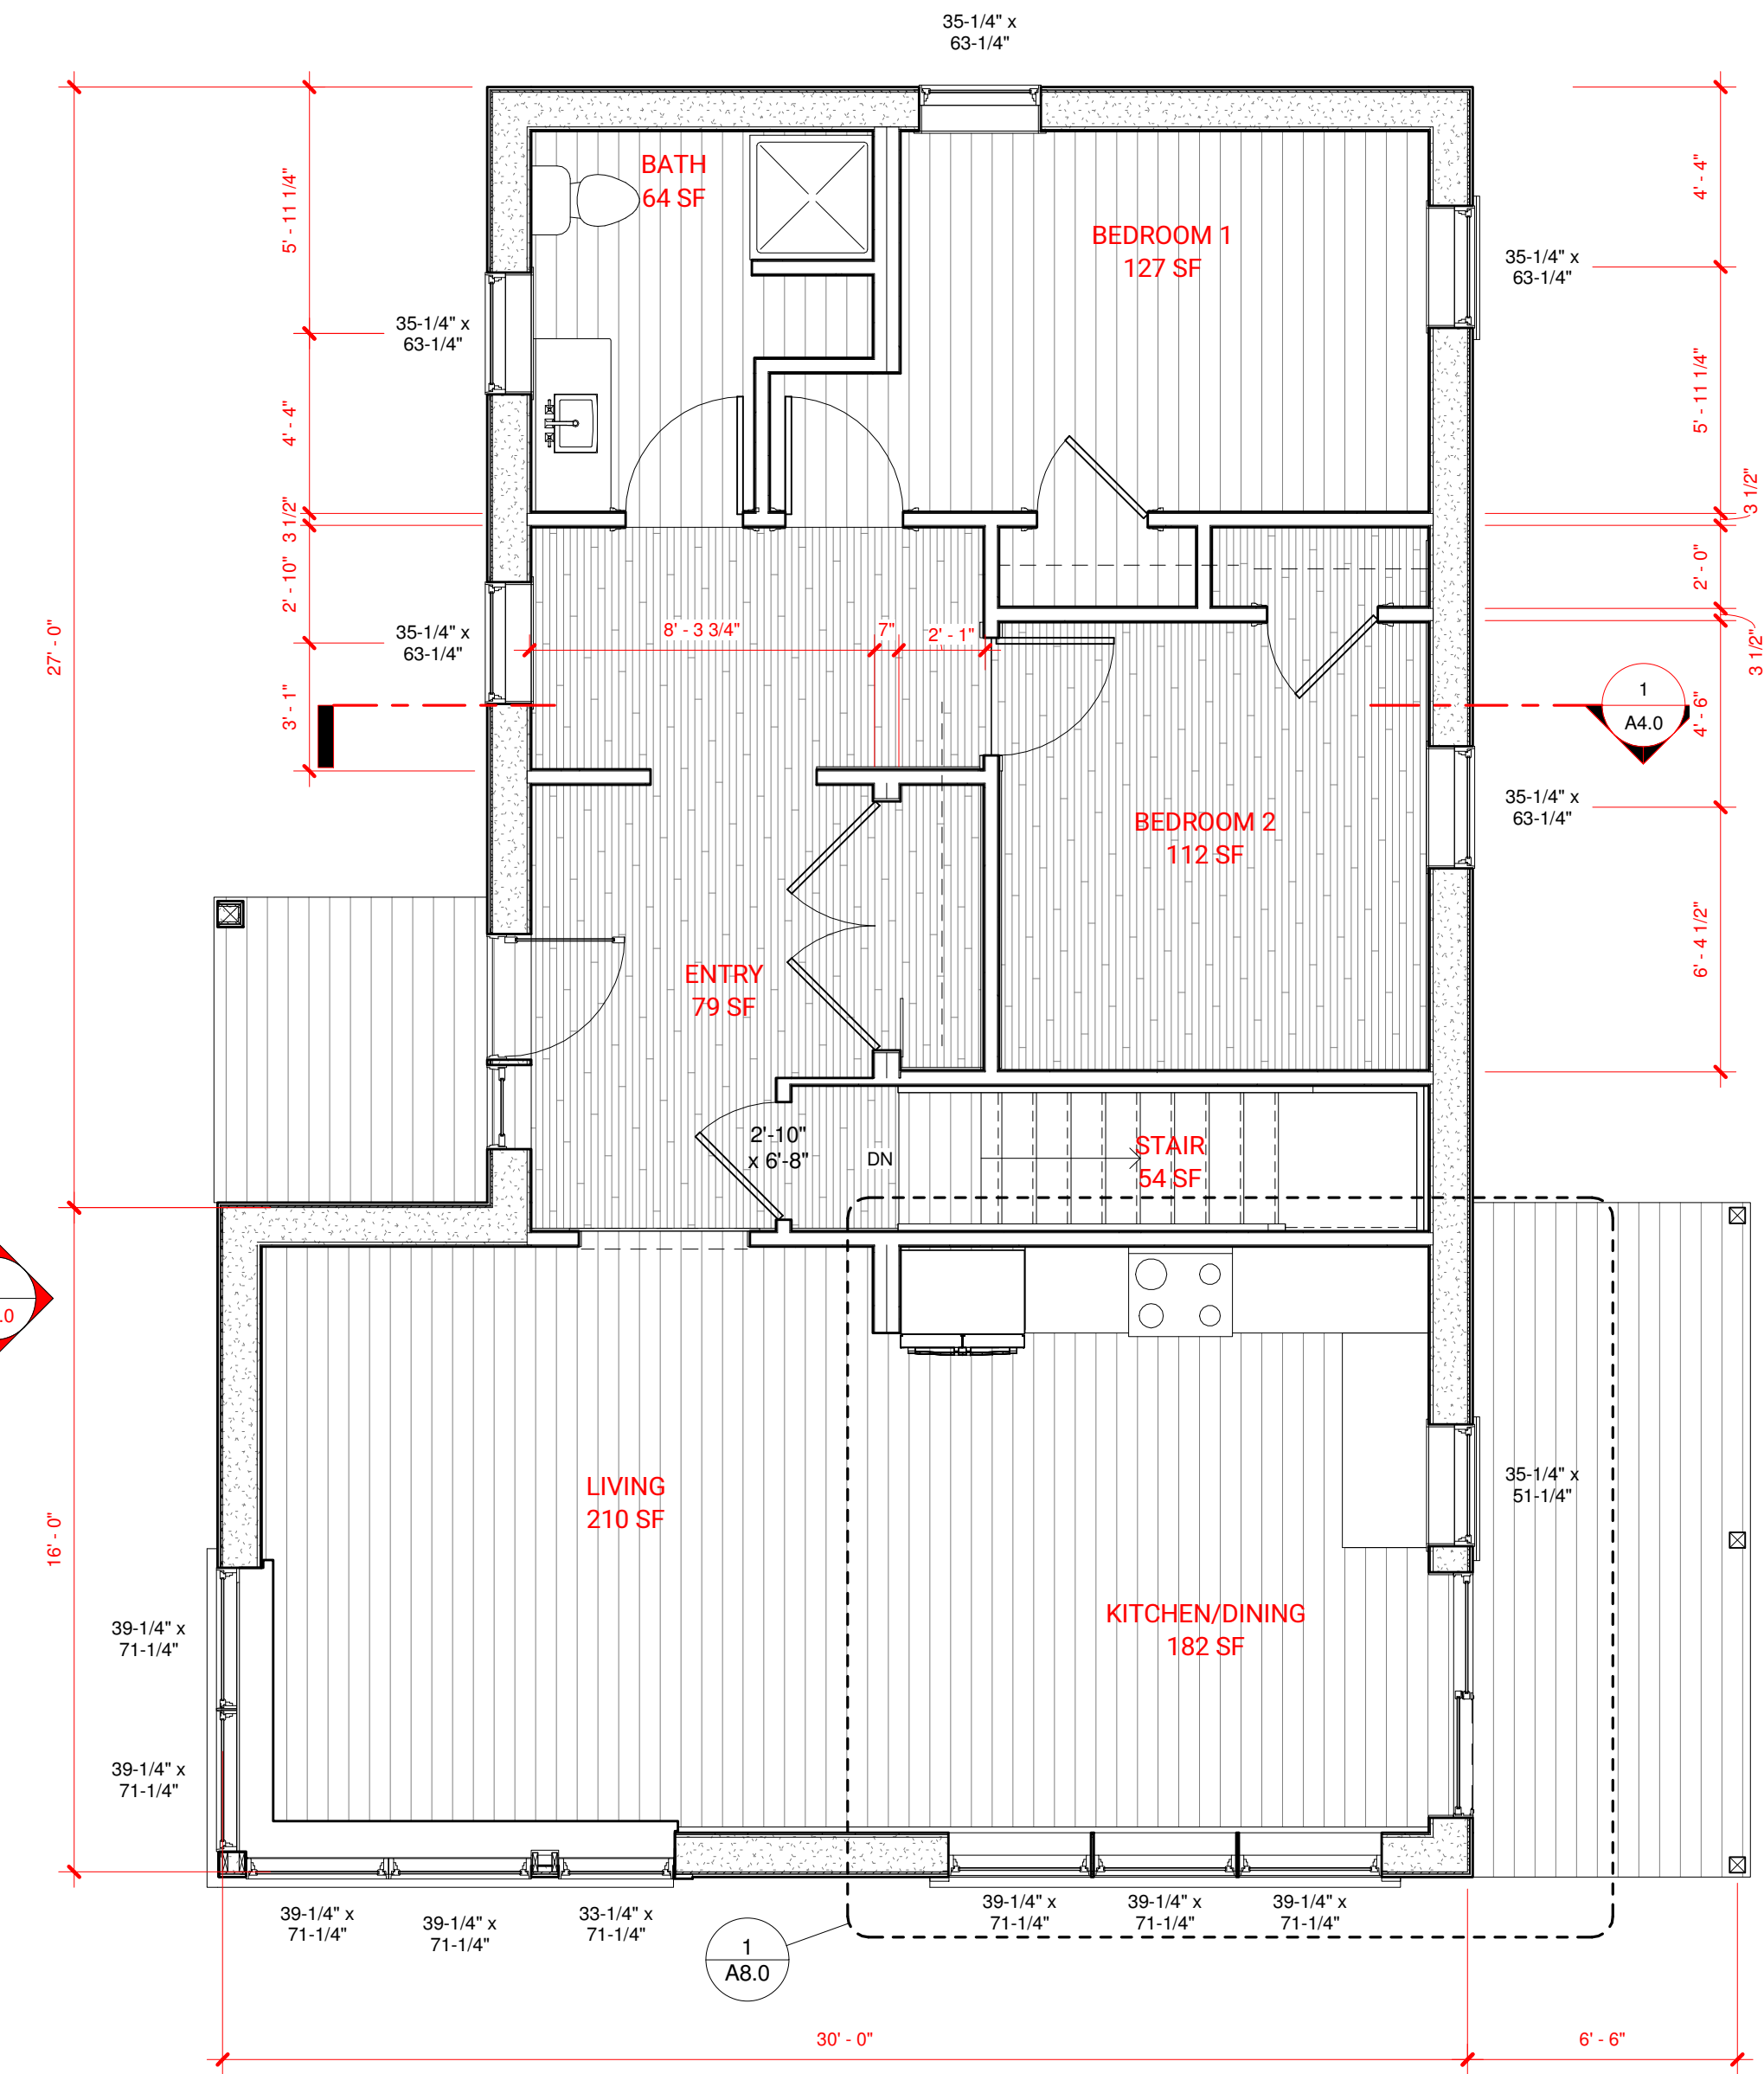 35-1/4" x
63-1/4"
BATH
64 SF
BEDROOM 1
127 SF
5' - 11 1/4"
4' - 4"
35-1/4" x
63-1/4"
35-1/4" x
63-1/4"
5' - 11 1/4"
4' - 4"
3 1/2"
3 1/2"
2' - 10"
2' - 0"
27' - 0"
35-1/4" x
63-1/4"
8' - 3 3/4"
7"
2' - 1"
3 1/2"
3' - 1"
1
A4.0
4' - 6"
BEDROOM 2
112 SF
35-1/4" x
63-1/4"
6' - 4 1/2"
ENTRY
79 SF
2'-10"
x 6'-8"
DN
STAIR
54 SF
.0
LIVING
210 SF
35-1/4" x
51-1/4"
16' - 0"
KITCHEN/DINING
182 SF
39-1/4" x
71-1/4"
39-1/4" x
71-1/4"
39-1/4" x
71-1/4"
39-1/4" x
71-1/4"
33-1/4" x
71-1/4"
39-1/4" x
71-1/4"
39-1/4" x
71-1/4"
39-1/4" x
71-1/4"
1
A8.0
30' - 0"
6' - 6"